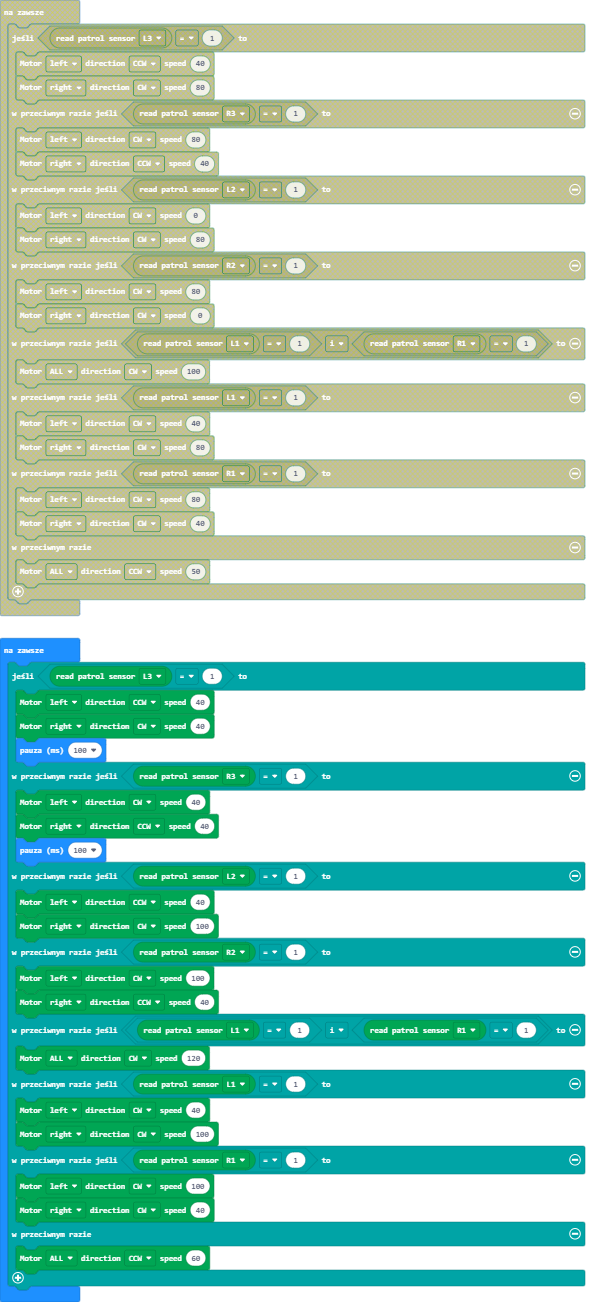 na zawsze
jeśli read patrol sensor L3 = 1 to
Motor left direction CCW speed 40
Motor right direction CCW speed 80
w przeciwnym razie jeśli read patrol sensor R3 = 1 to
Motor left direction CW speed 80
Motor right direction CCW speed 40
w przeciwnym razie jeśli read patrol sensor L2 = 1 to
Motor left direction CW speed 0
Motor right direction CW speed 80
w przeciwnym razie jeśli read patrol sensor R2 = 1 to
Motor left direction CW speed 80
Motor right direction CW speed 0
w przeciwnym razie jeśli read patrol sensor L1 = 1 i read patrol sensor R1 = 1 to
Motor ALL direction CW speed 100
w przeciwnym razie jeśli read patrol sensor L1 = 1 to
Motor left direction CW speed 40
Motor right direction CW speed 80
w przeciwnym razie jeśli read patrol sensor R1 = 1 to
Motor left direction CW speed 80
Motor right direction CW speed 40
w przeciwnym razie
Motor ALL direction CCW speed 50
na zawsze
jeśli read patrol sensor L3 = 1 to
Motor left direction CCW speed 40
Motor right direction CW speed 40
pauza (ms) 100
w przeciwnym razie jeśli read patrol sensor R3 = 1 to
Motor left direction CW speed 40
Motor right direction CCW speed 40
pauza (ms) 100
w przeciwnym razie jeśli read patrol sensor L2 = 1 to
Motor left direction CCW speed 40
Motor right direction CW speed 100
w przeciwnym razie jeśli read patrol sensor R2 = 1 to
Motor left direction CW speed 100
Motor right direction CCW speed 40
w przeciwnym razie jeśli read patrol sensor L1 = 1 i read patrol sensor R1 = 1 to
Motor ALL direction CW speed 120
w przeciwnym razie jeśli read patrol sensor L1 = 1 to
Motor left direction CW speed 40
Motor right direction CW speed 100
w przeciwnym razie jeśli read patrol sensor R1 = 1 to
Motor left direction CW speed 100
Motor right direction CW speed 40
w przeciwnym razie
Motor ALL direction CCW speed 60